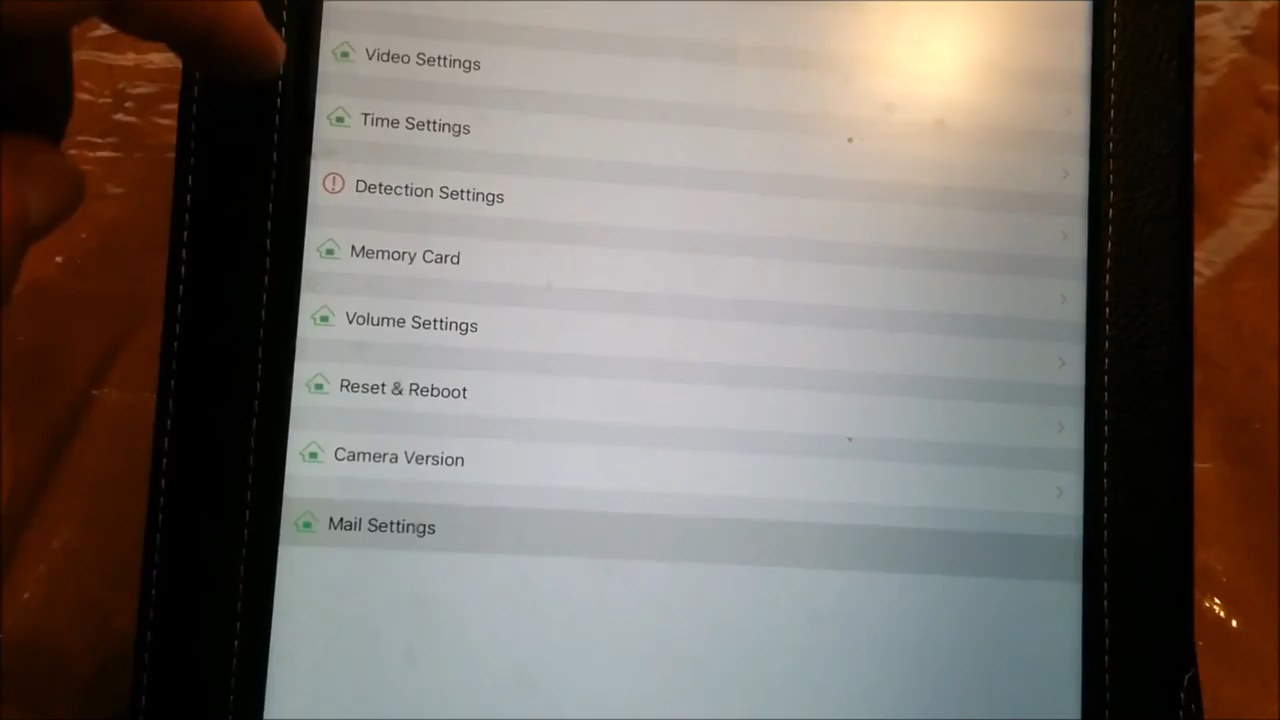 Video Settings
Time Settings
Detection Settings
Memory Card
Volume Settings
Reset & Reboot
Camera Version
Mail Settings